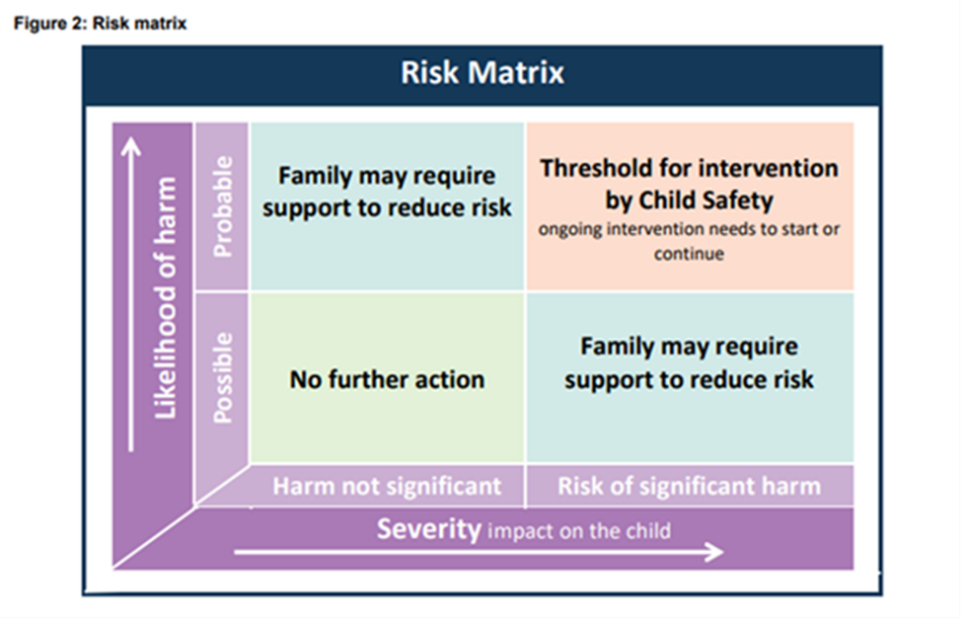 Figure 2: Risk matrix
Risk Matrix
Likelihood of harm
Probable
Family may require
support to reduce risk
Threshold for intervention
by Child Safety
ongoing intervention needs to start or
continue
Possible
No further action
Family may require
support to reduce risk
Harm not significant
Risk of significant harm
Severity impact on the child